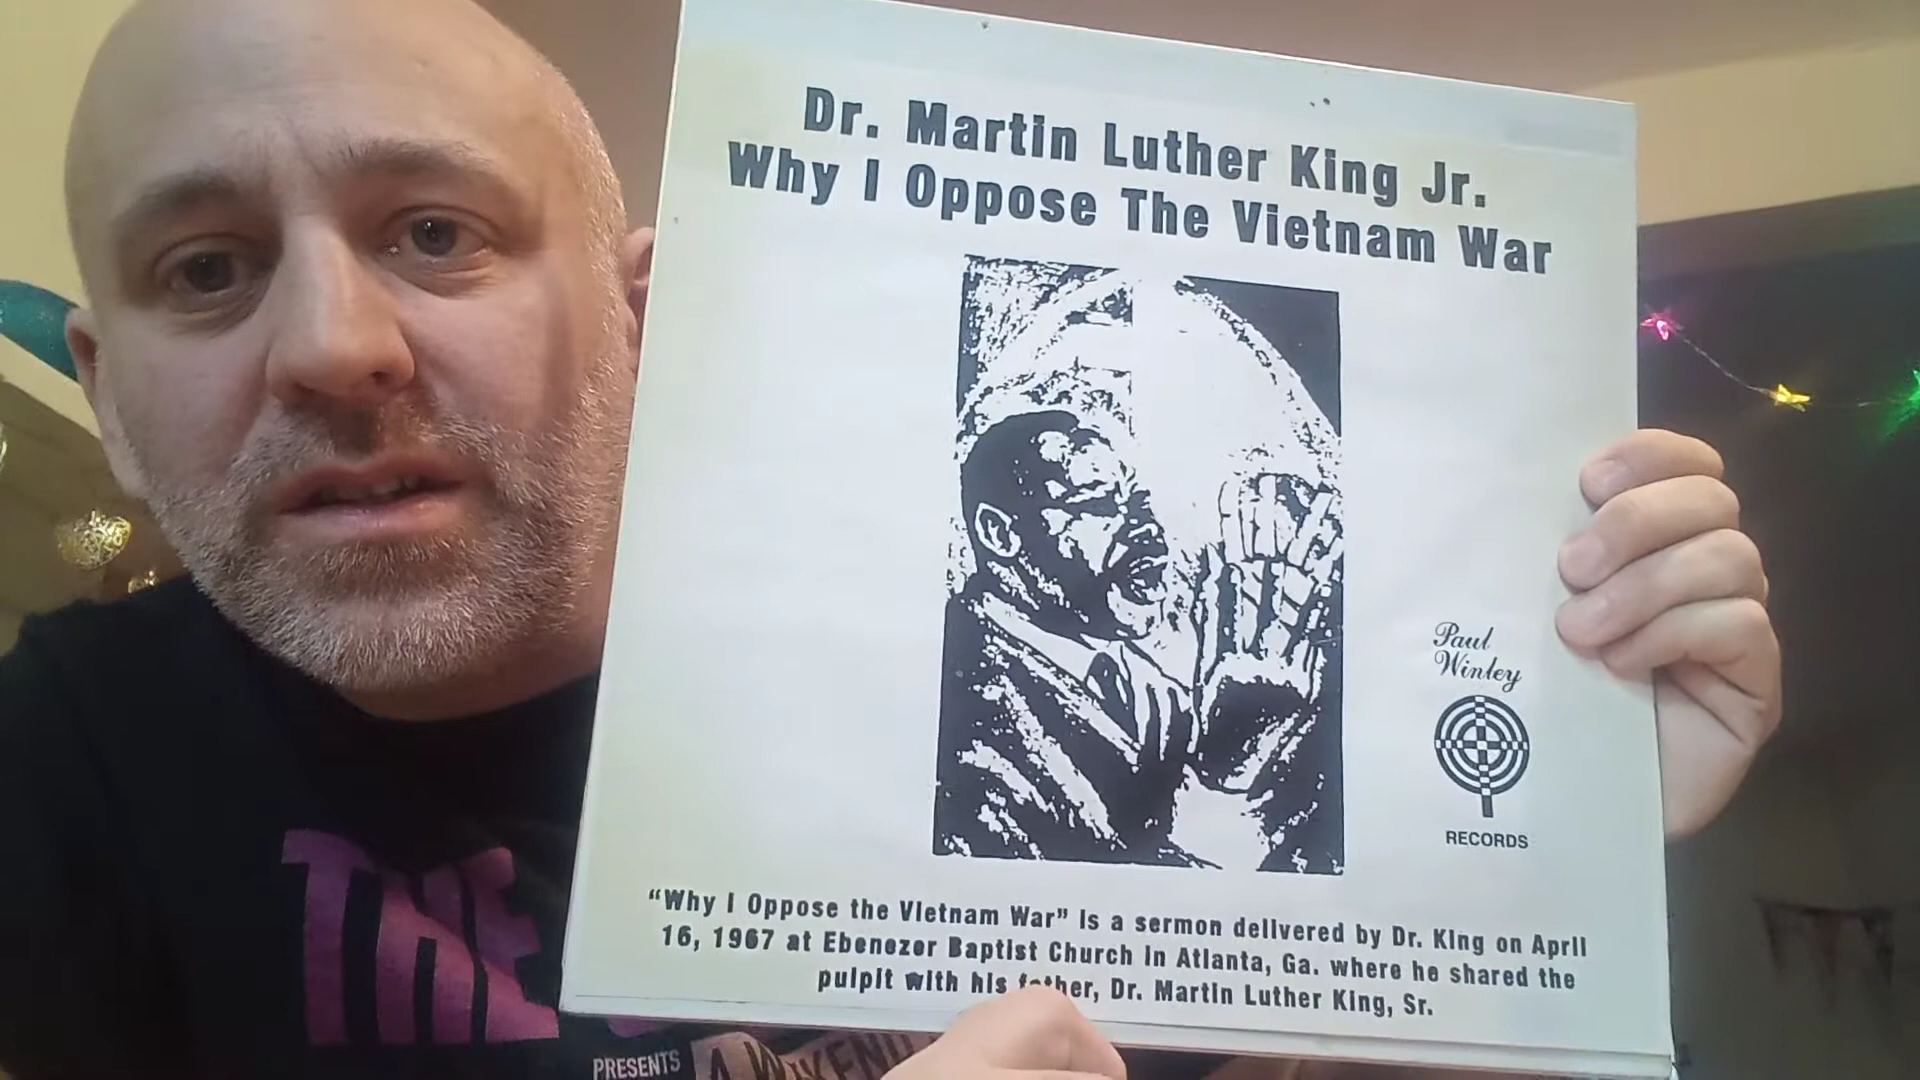 Dr. Martin Luther King Jr.
Why I Oppose The Vietnam War
Paul
Winley
RECORDS
"Why I Oppose the Vietnam War" is a sermon delivered by Dr. King on April
16, 1967 at Ebenezer Baptist Church in Atlanta, Ga. where he shared the
pulpit with his father, Dr. Martin Luther King, Sr.
THE
PRESENTS
A